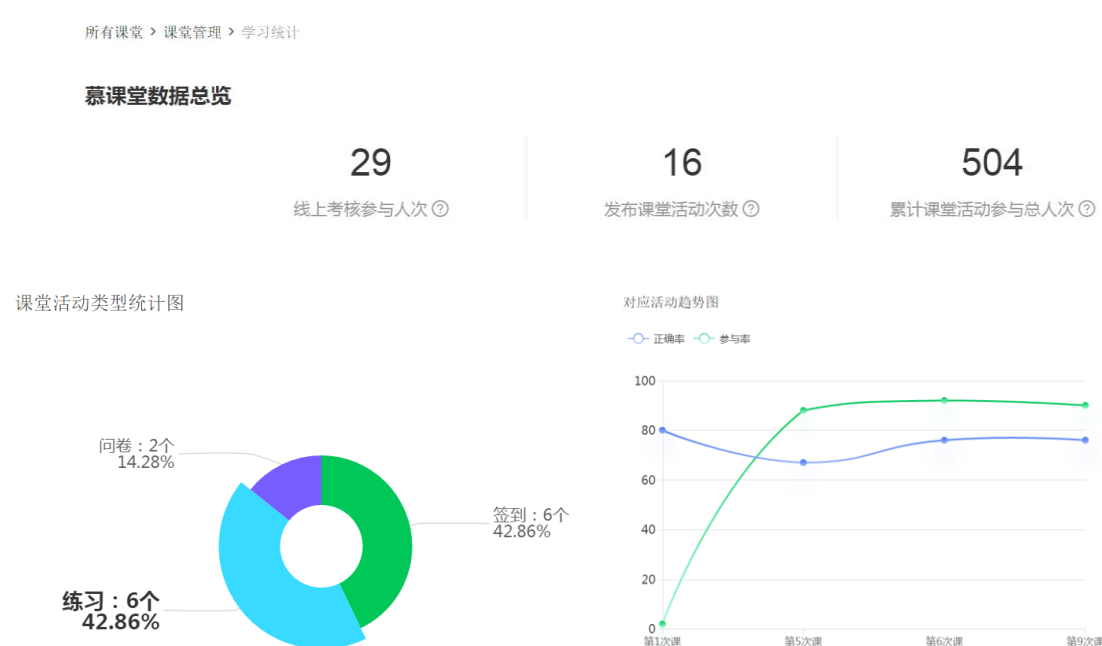 所有课堂 > 课堂管理 > 学习统计
慕课堂数据总览
29
16
504
线上考核参与人次 ?
发布课堂活动次数 ?
累计课堂活动参与总人次 ?
课堂活动类型统计图
问卷：2个
14.28%
签到：6个
42.86%
练习：6个
42.86%
对应活动趋势图
正确率 参与率
100
80
60
40
20
0
第1次课 第5次课 第6次课 第9次课